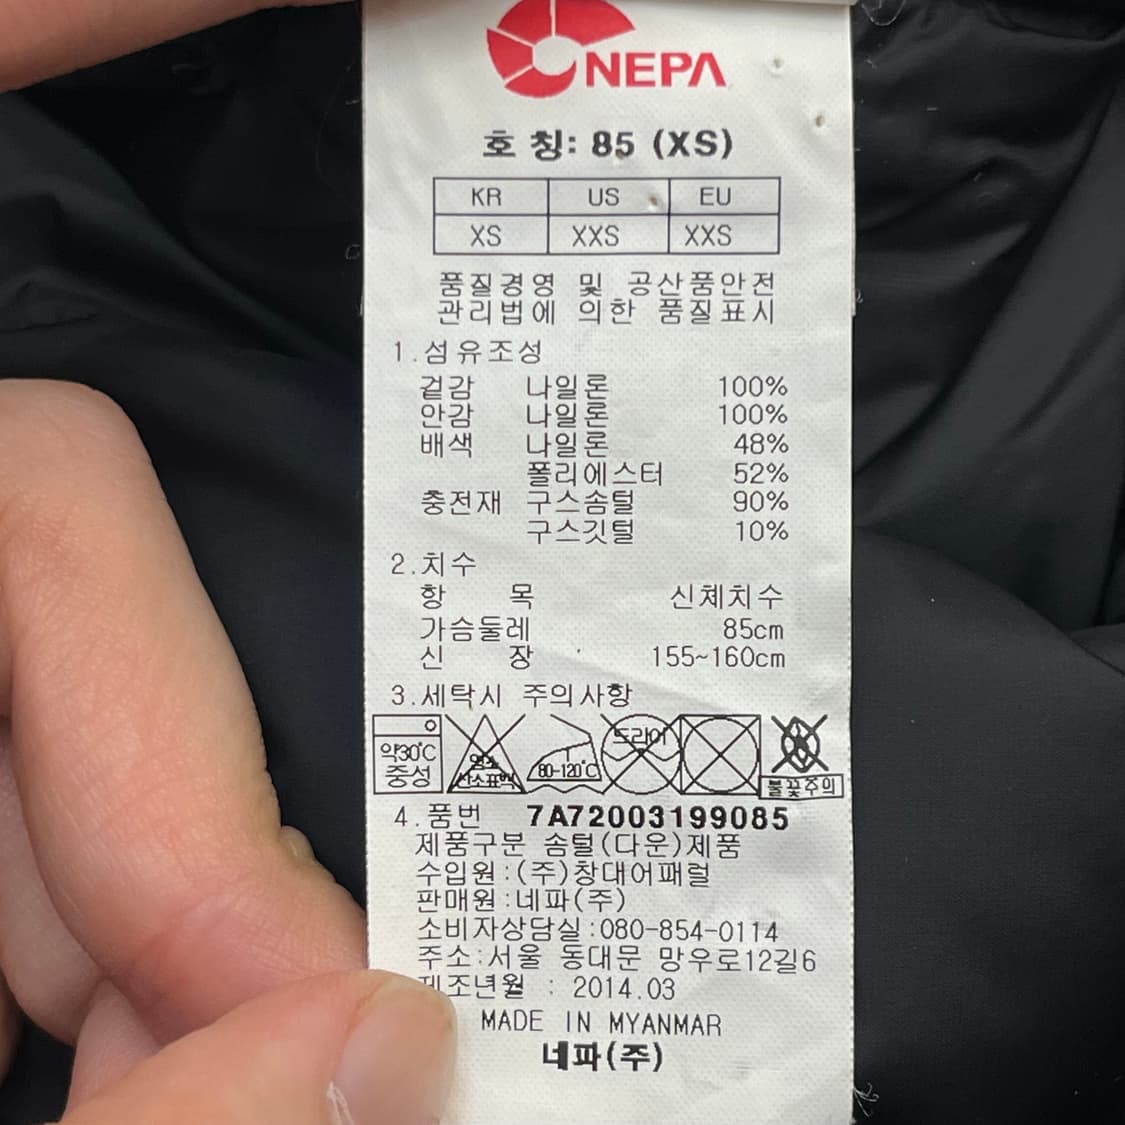 NEPA
호 칭: 85 (XS)
KR US EU
XS XXS XXS
품질경영 및 공산품안전
관리법에 의한 품질표시
1.섬유조성
겉감 나일론 100%
안감 나일론 100%
배색 나일론 48%
폴리에스터 52%
충전재 구스솜털 90%
구스깃털 10%
2.치수
항 목 신체치수
가슴둘레 85cm
신 장 155~160cm
3.세탁시 주의사항
약30℃
중성
염소
산소표백
80-120℃
드라이
불꽃주의
4.품번 7A72003199085
제품구분 솜털(다운)제품
수입원:(주)창대어패럴
판매원:네파(주)
소비자상담실:080-854-0114
주소:서울 동대문 망우로12길6
제조년월 : 2014.03
MADE IN MYANMAR
네파(주)